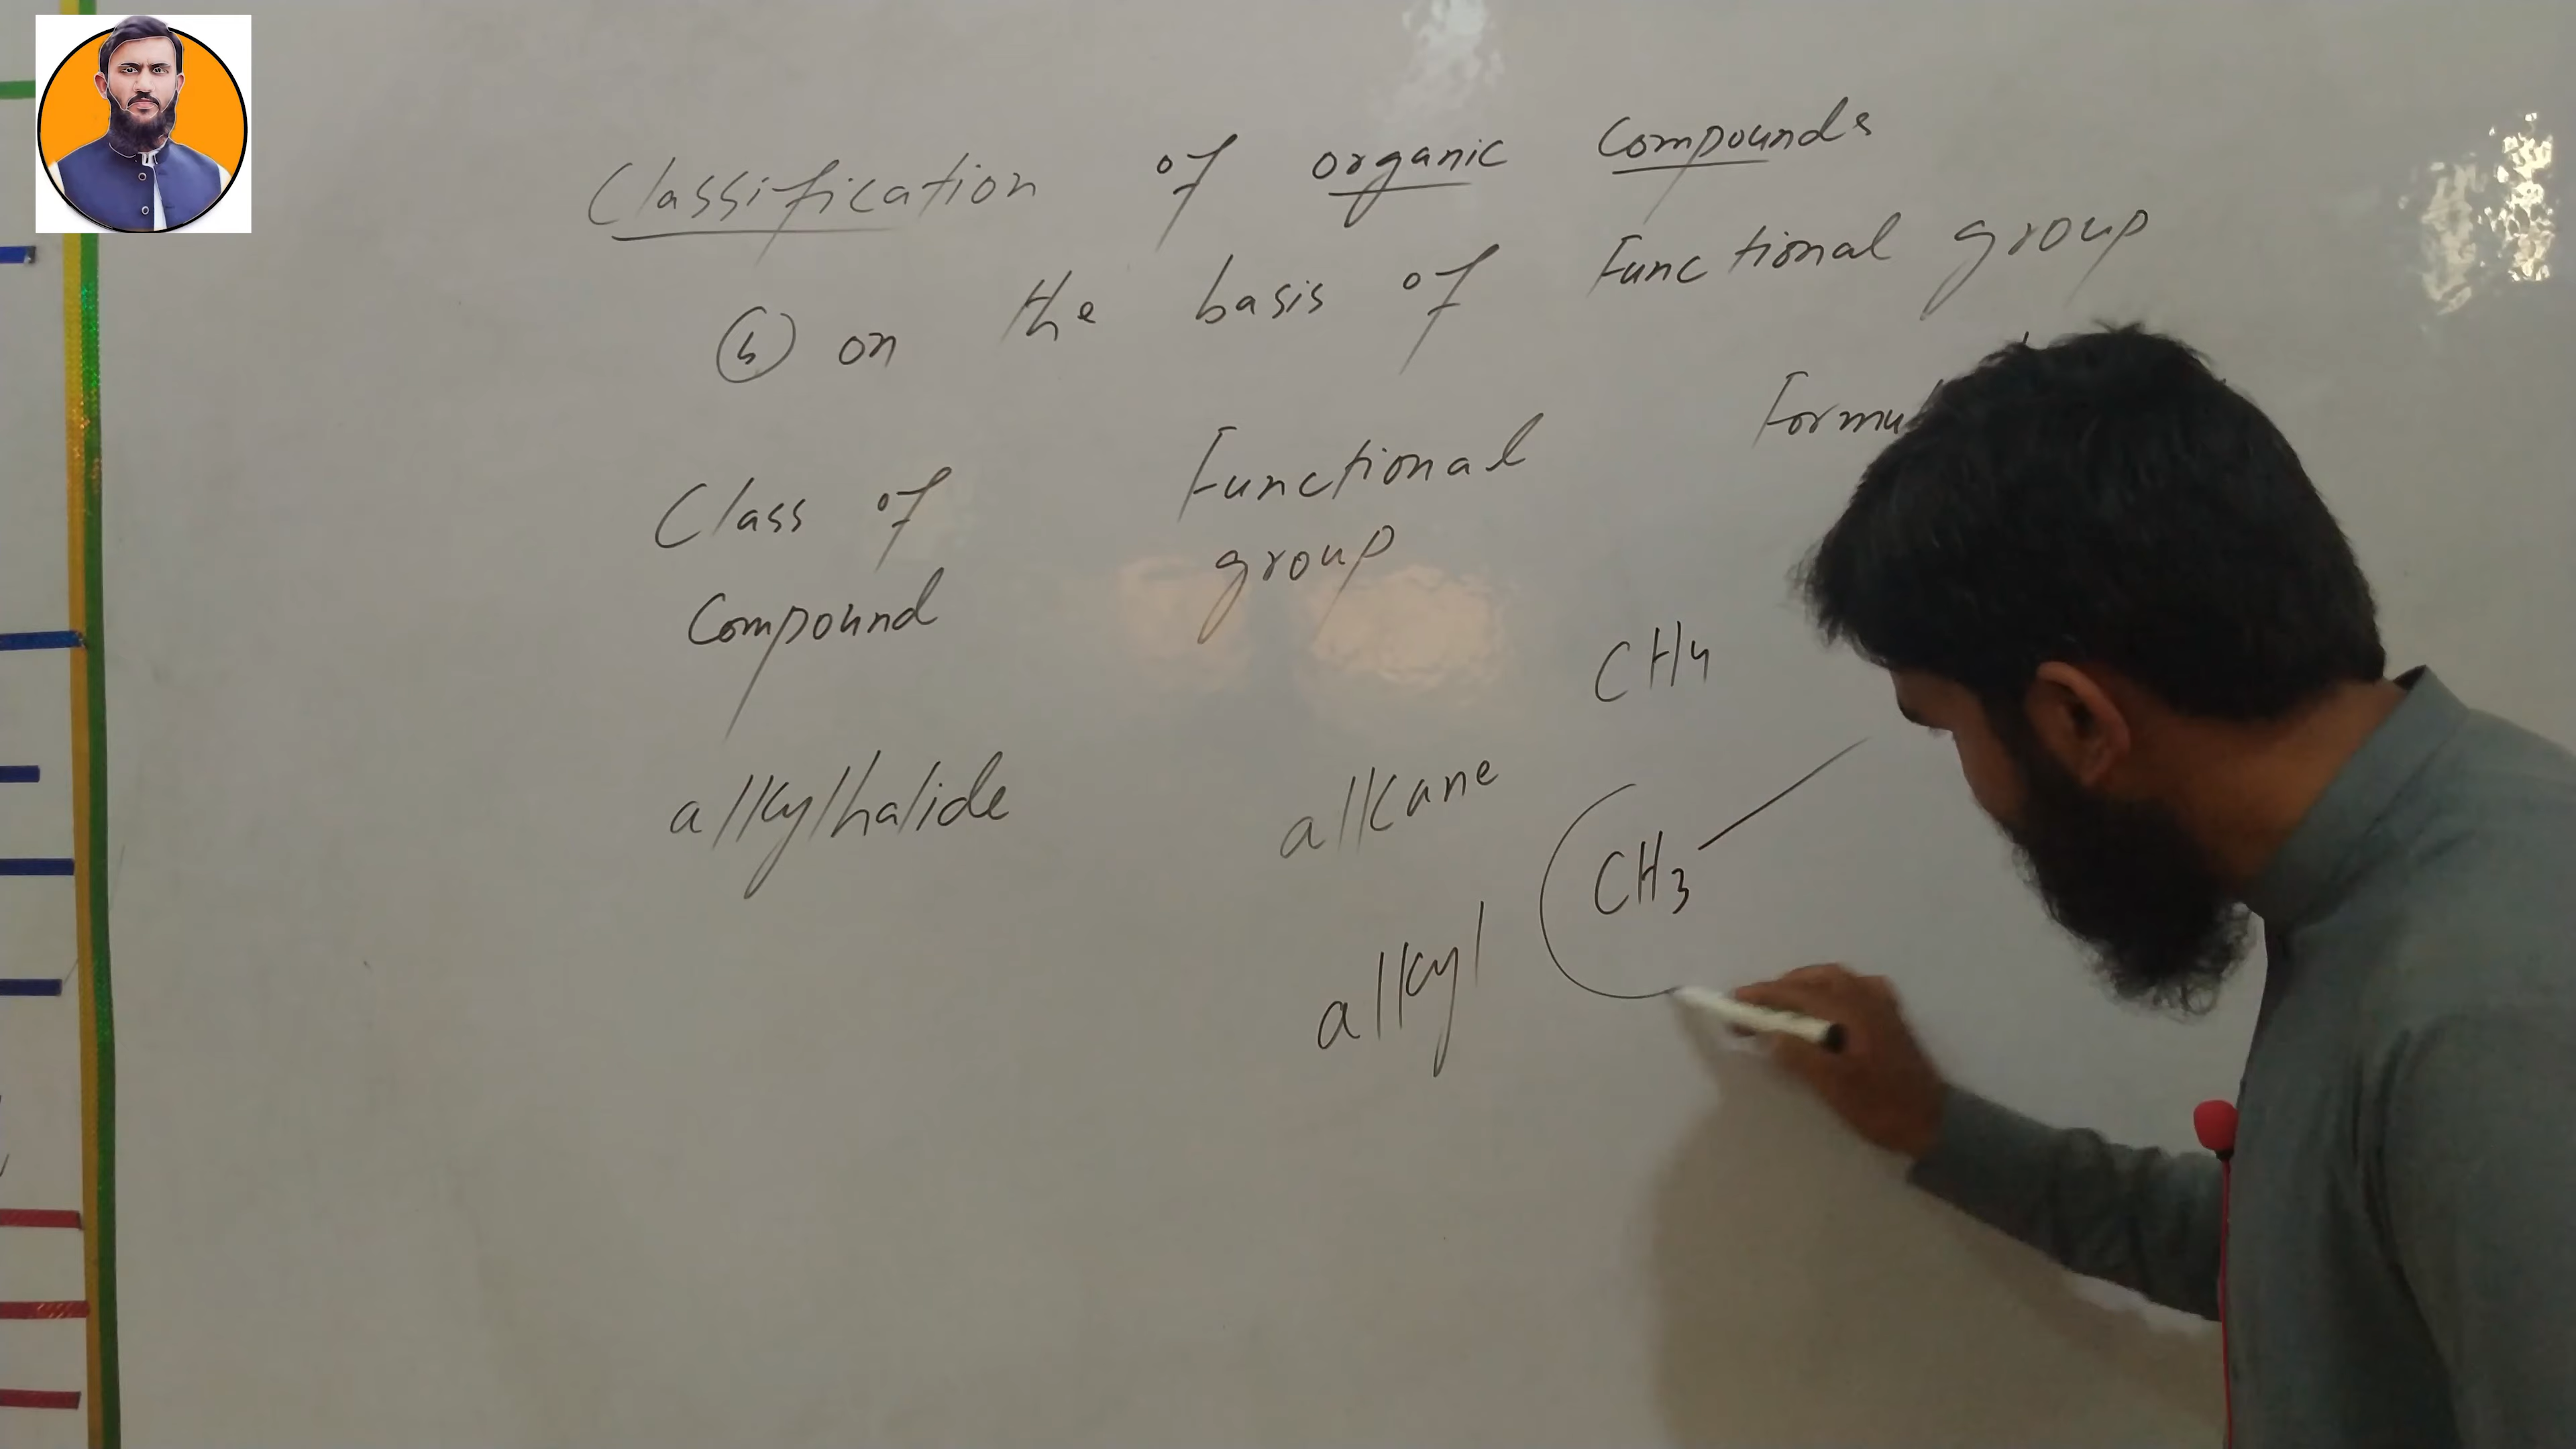 Classification of organic Compounds
(b) on the basis of Functional group
Class of Compound
Functional group
alkylhalide
alkane
CH4
alkyl
CH3